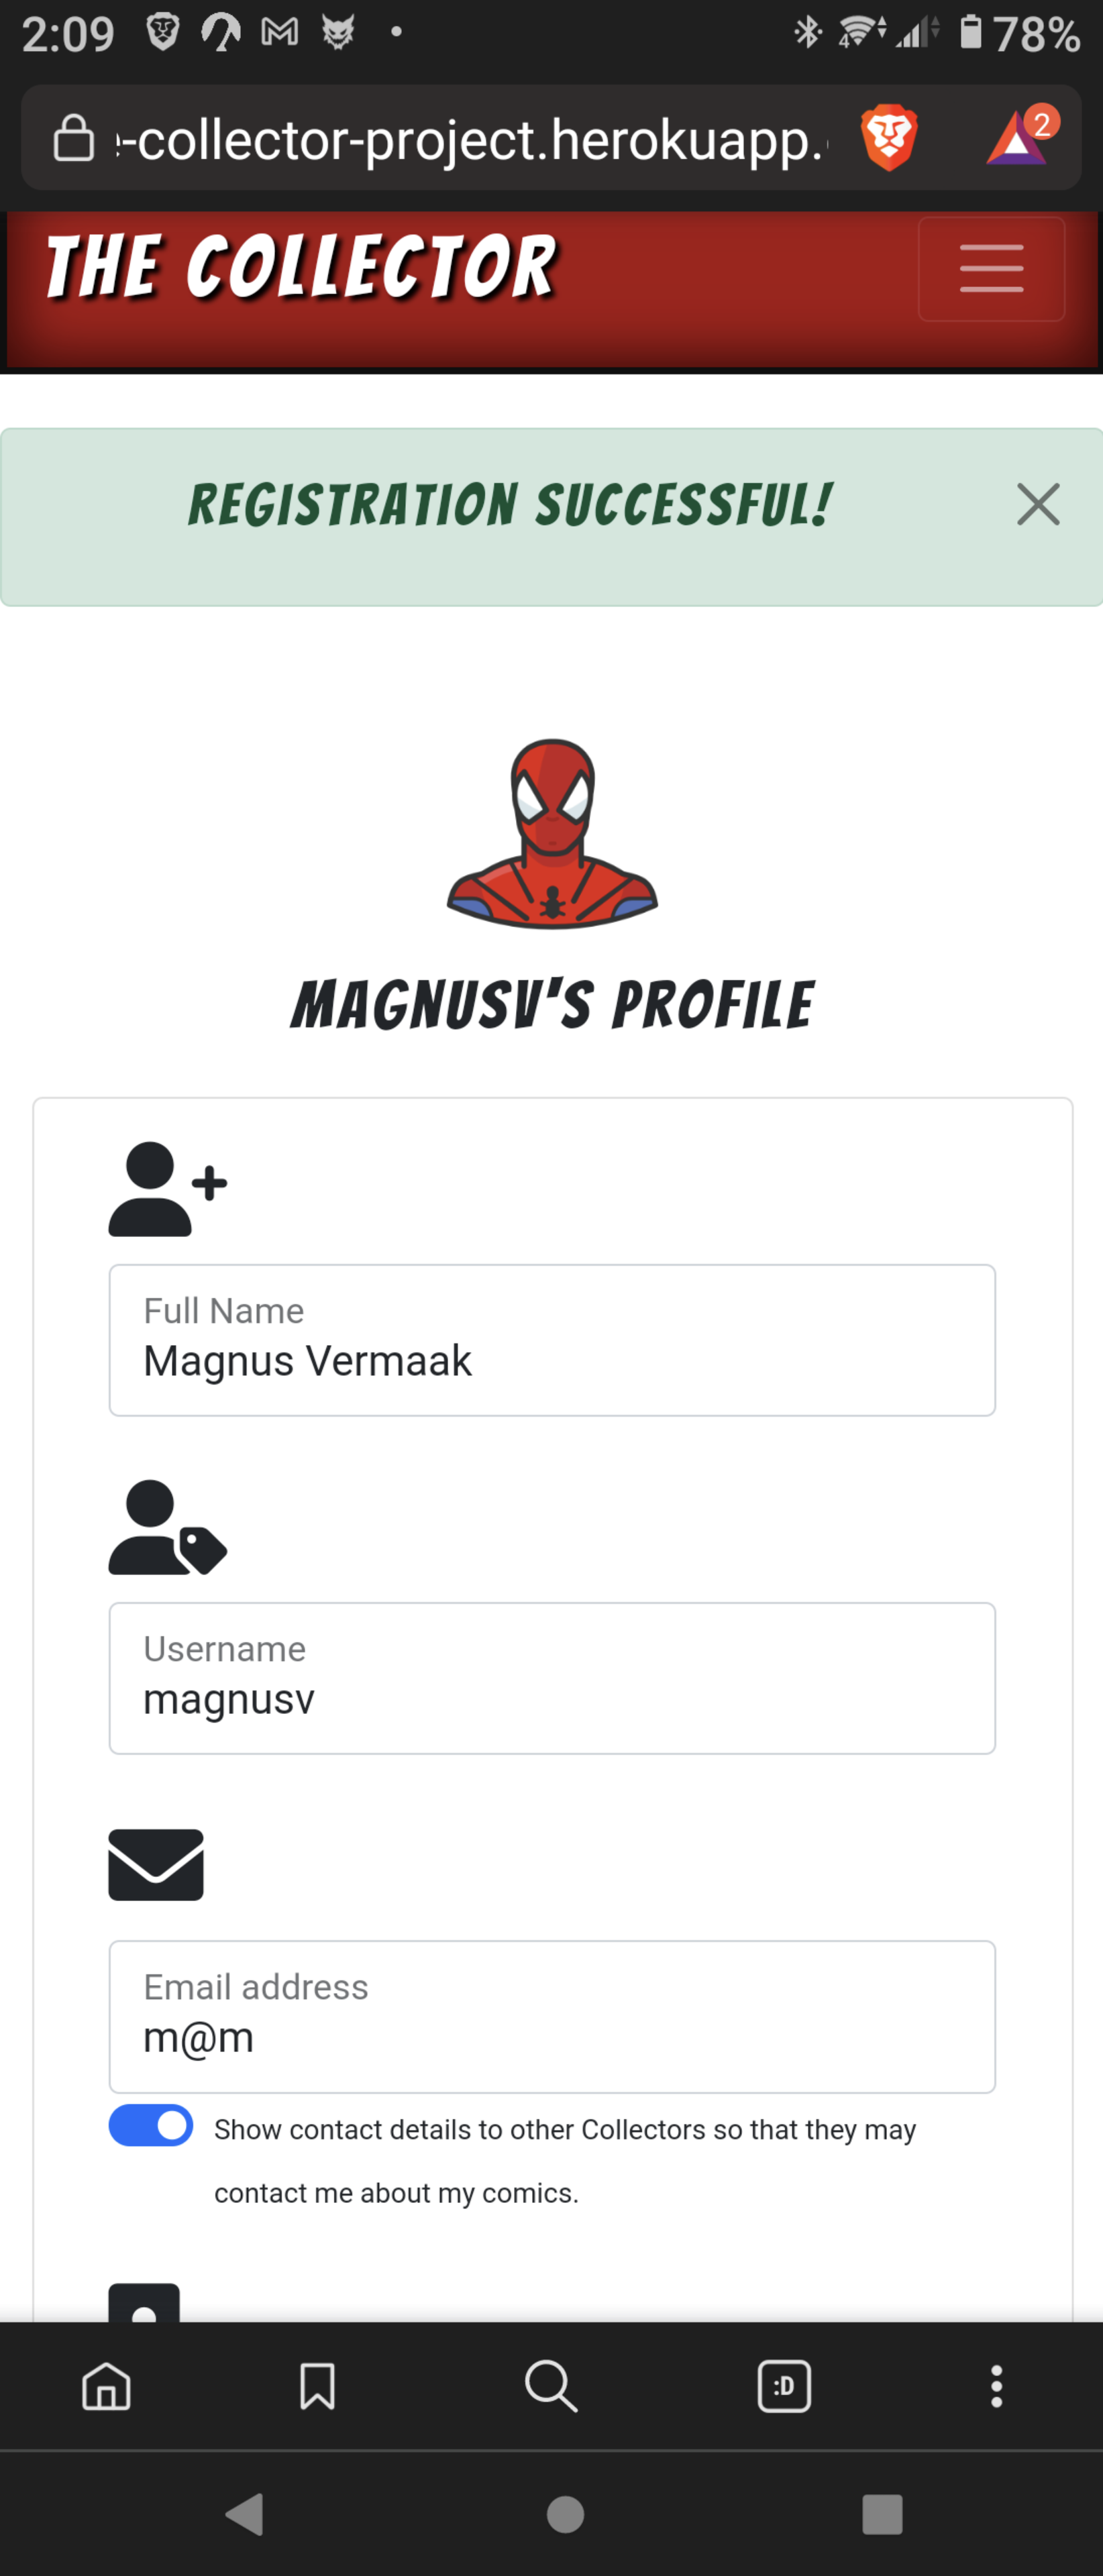 2:09
4
78%
-collector-project.herokuapp.
2
THE COLLECTOR
REGISTRATION SUCCESSFUL!
MAGNUSV'S PROFILE
Full Name
Magnus Vermaak
Username
magnusv
Email address
m@m
Show contact details to other Collectors so that they may
contact me about my comics.
:D